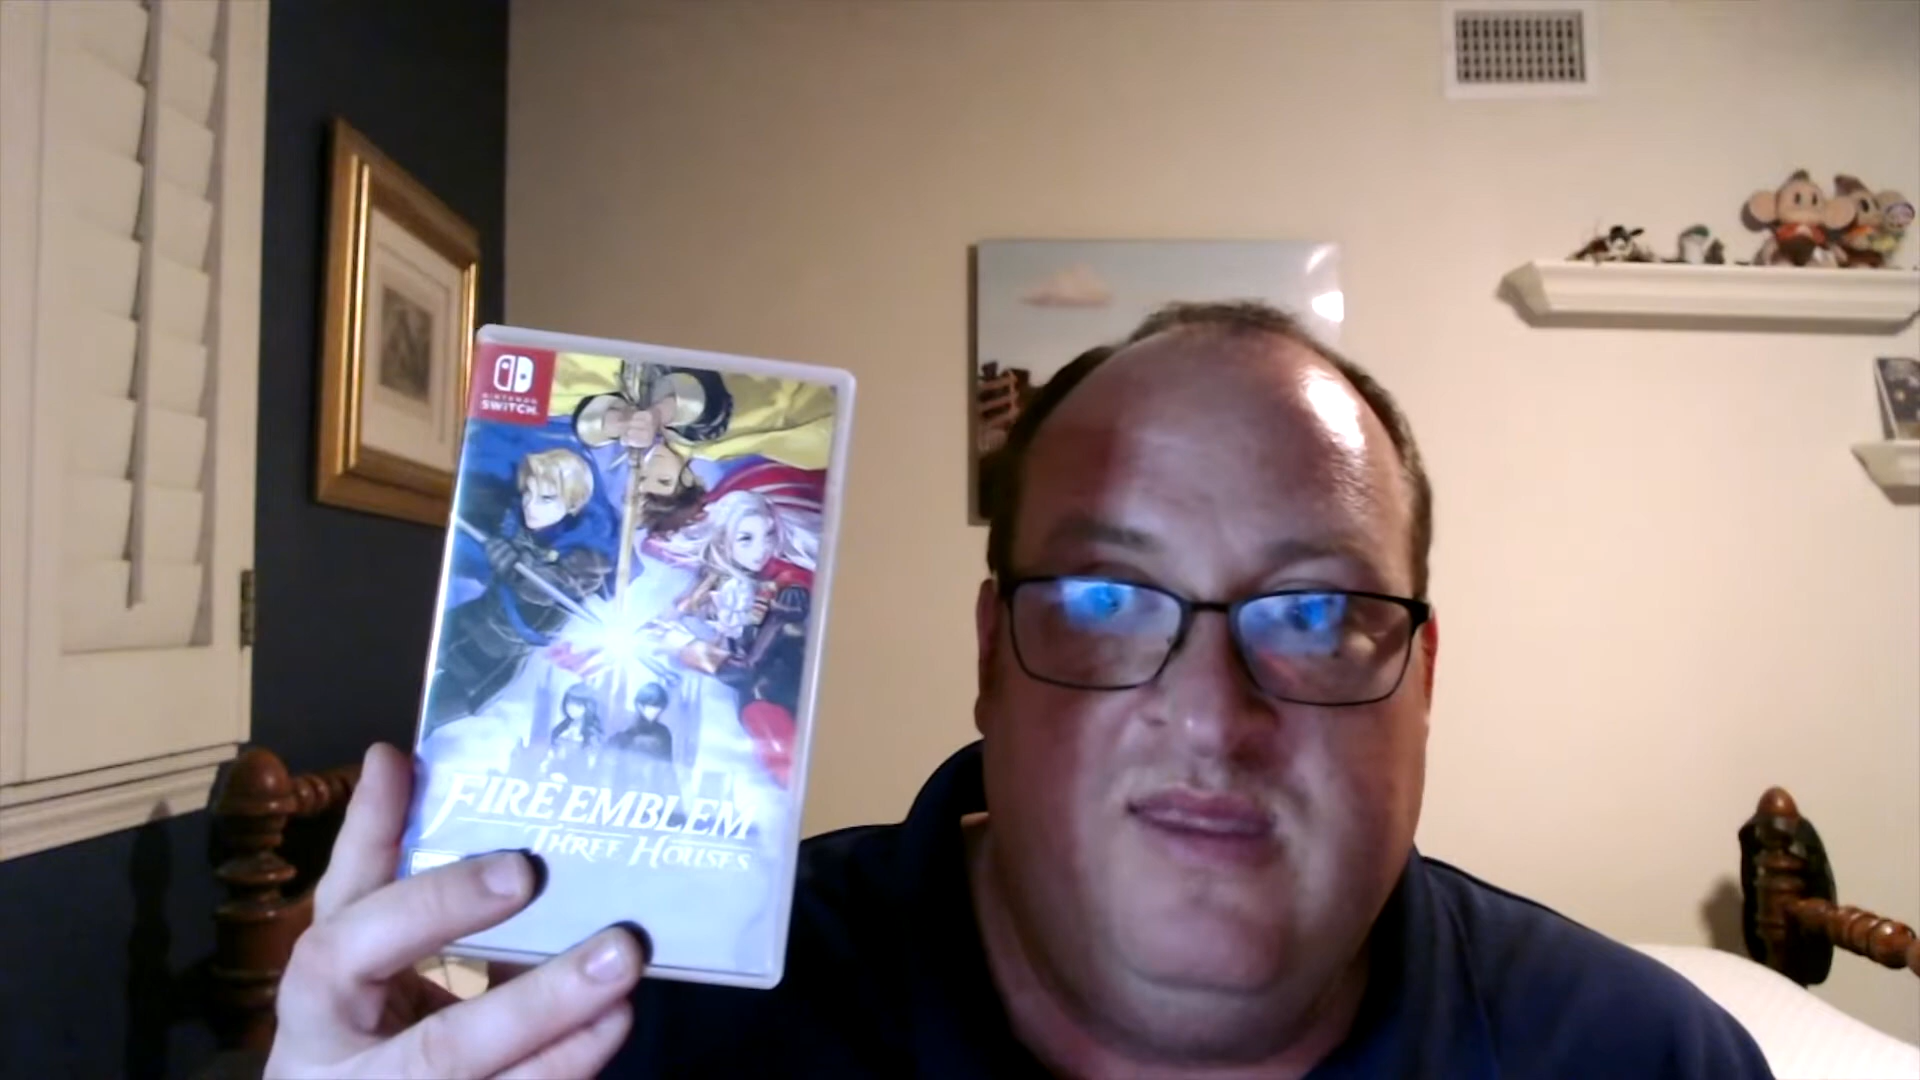 NINTENDO
SWITCH
FIRE EMBLEM
THREE HOUSES